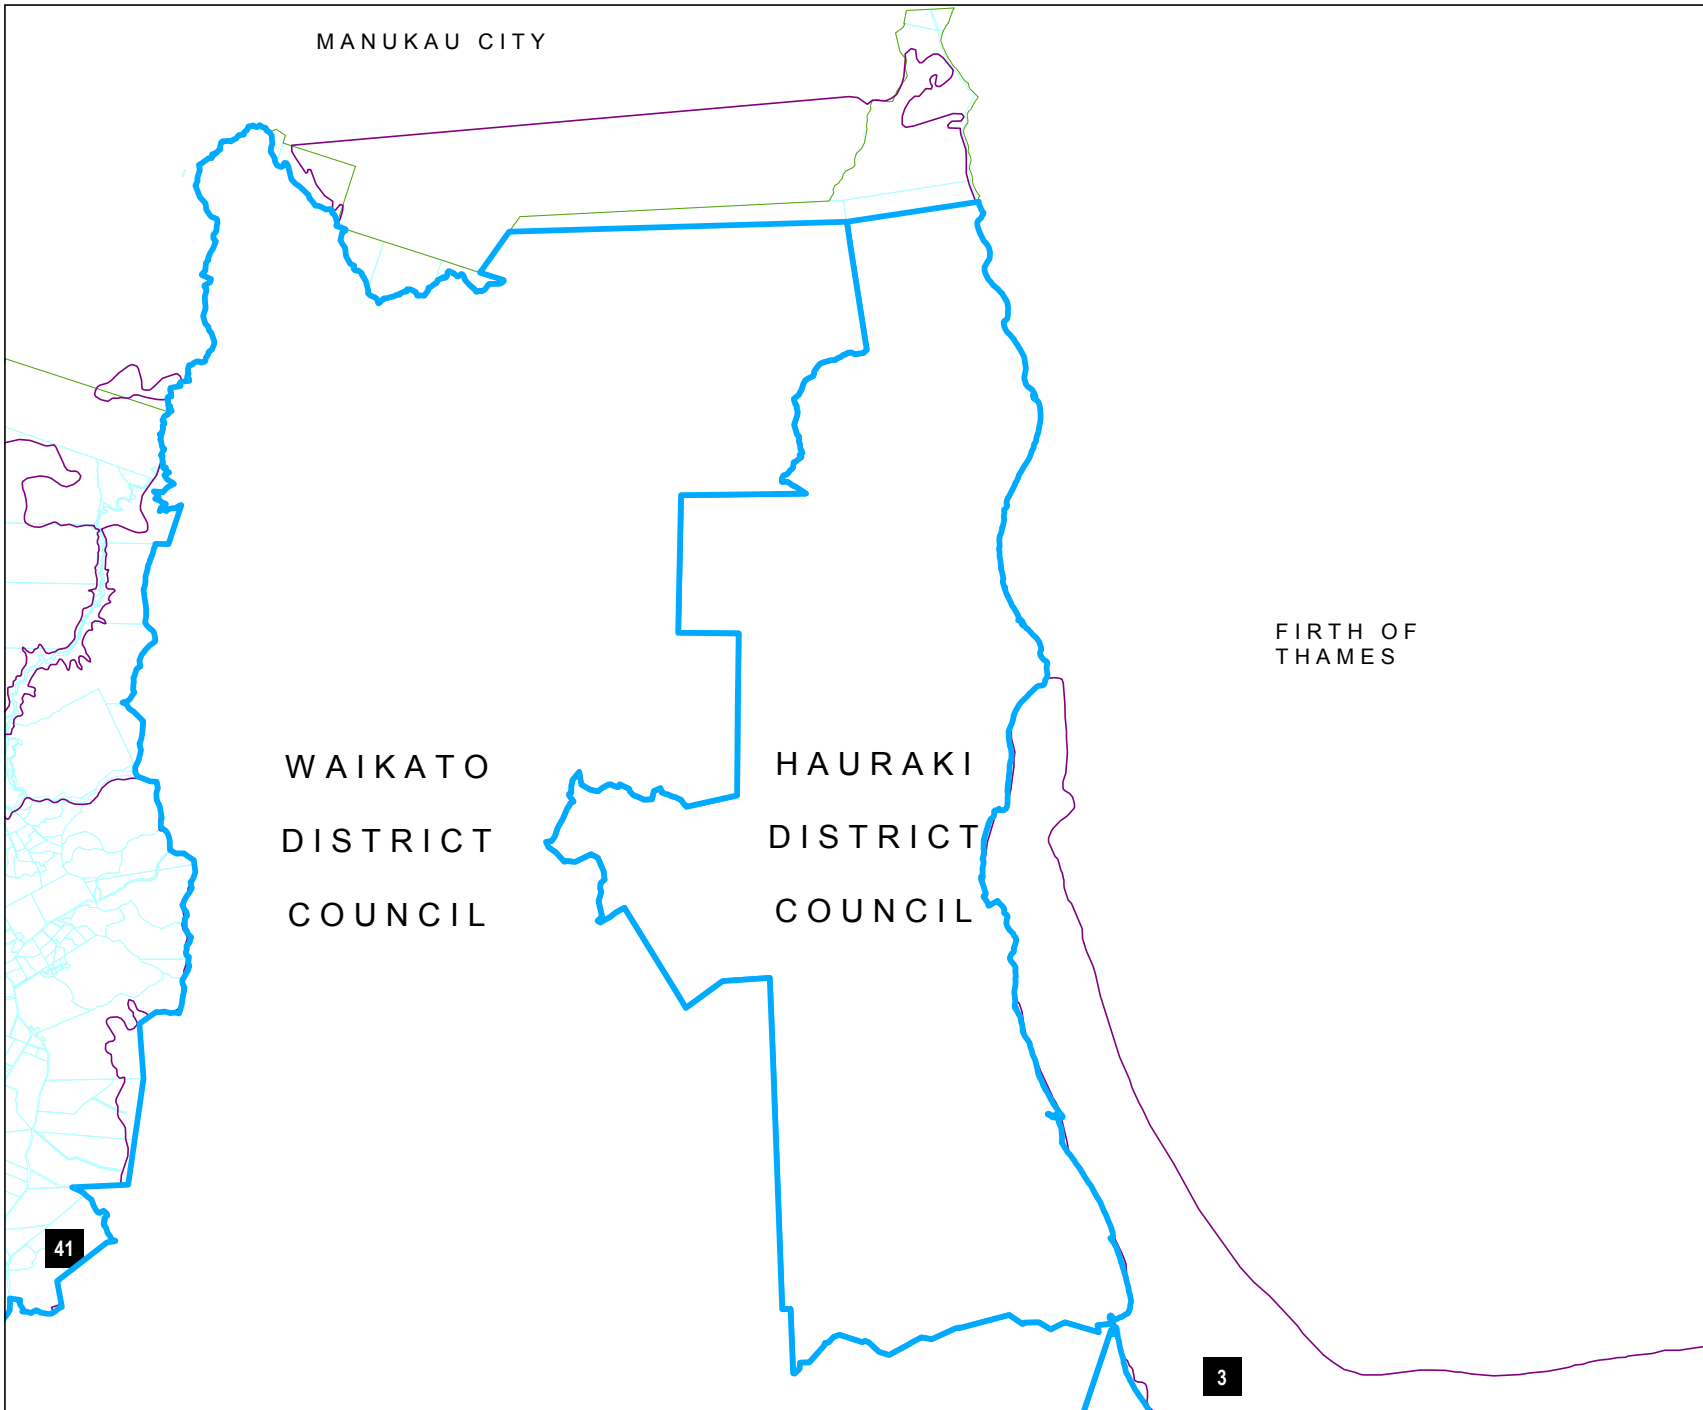 MANUKAU CITY
FIRTH OF
THAMES
WAIKATO
DISTRICT
COUNCIL
HAURAKI
DISTRICT
COUNCIL
41
3